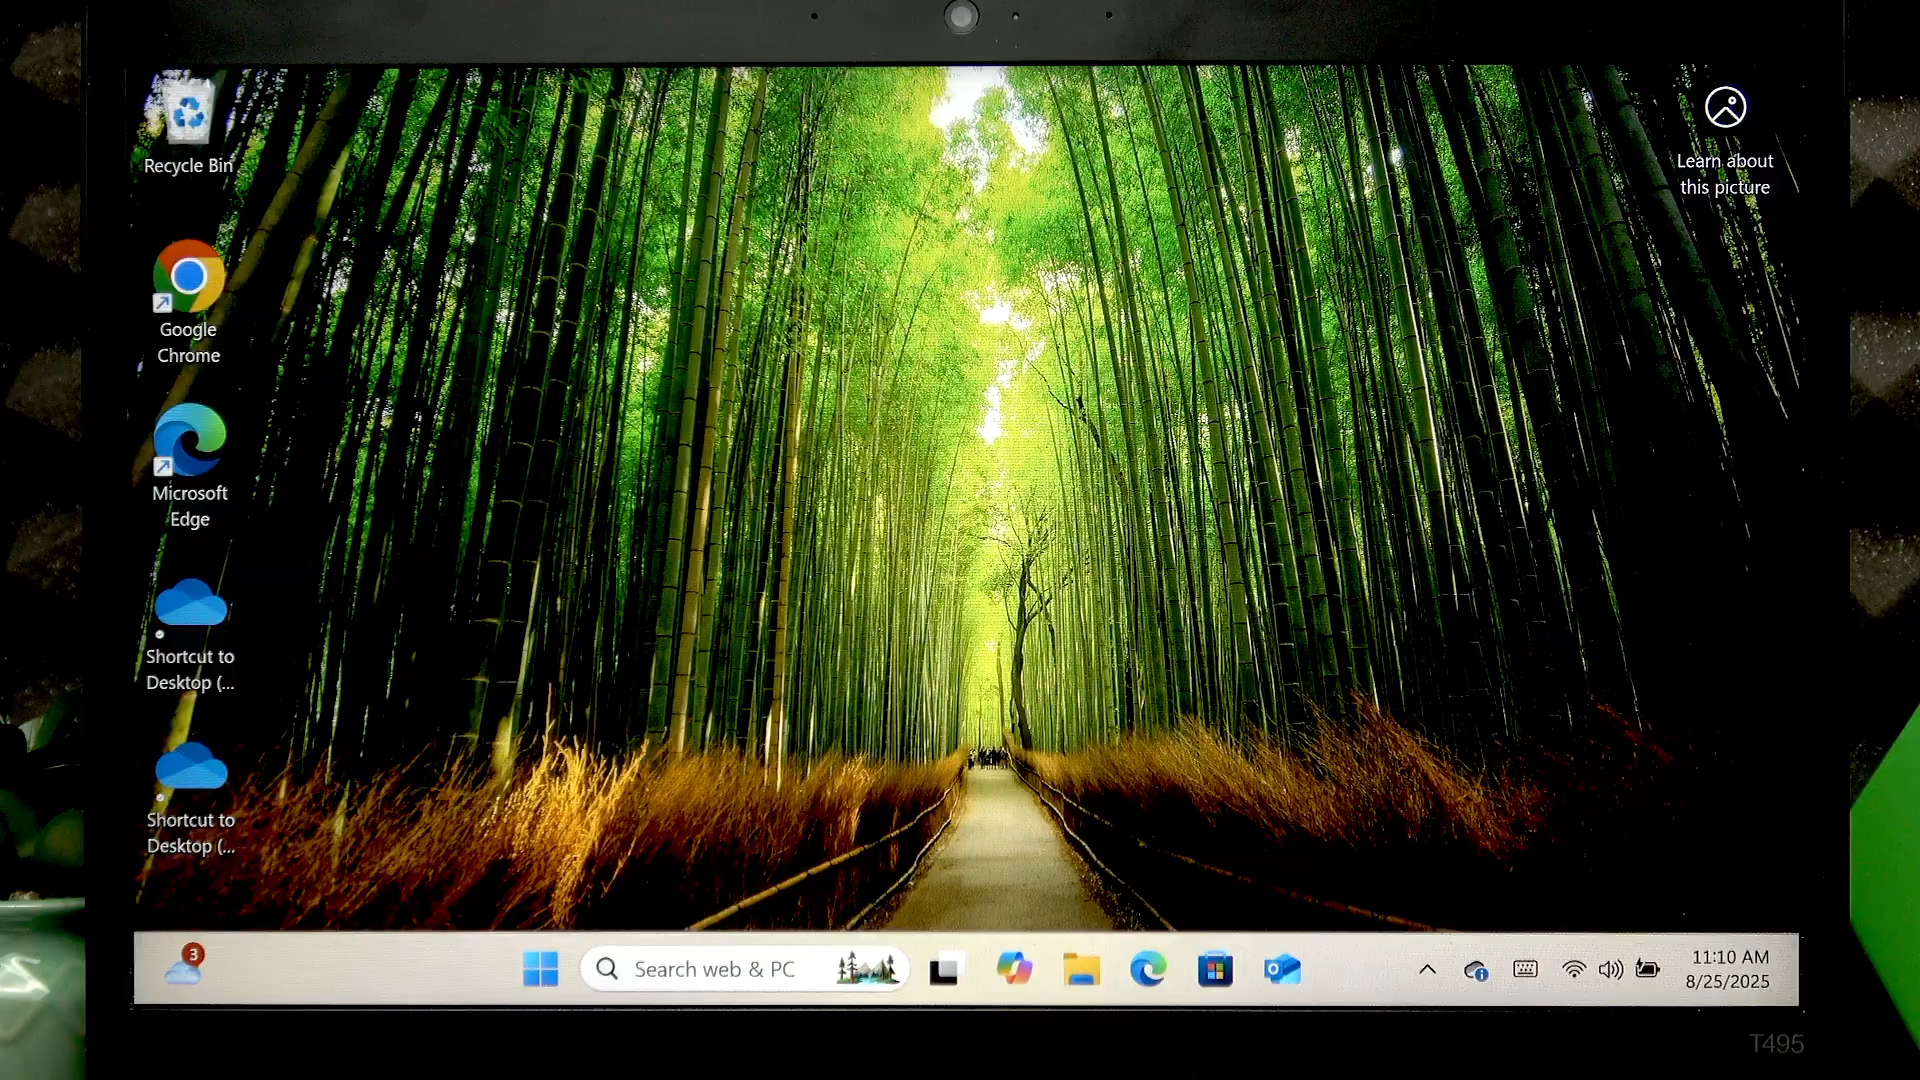 Recycle Bin
Learn about
this picture
Google
Chrome
Microsoft
Edge
Shortcut to
Desktop (...
Shortcut to
Desktop (...
3
Search web & PC
11:10 AM
8/25/2025
T495